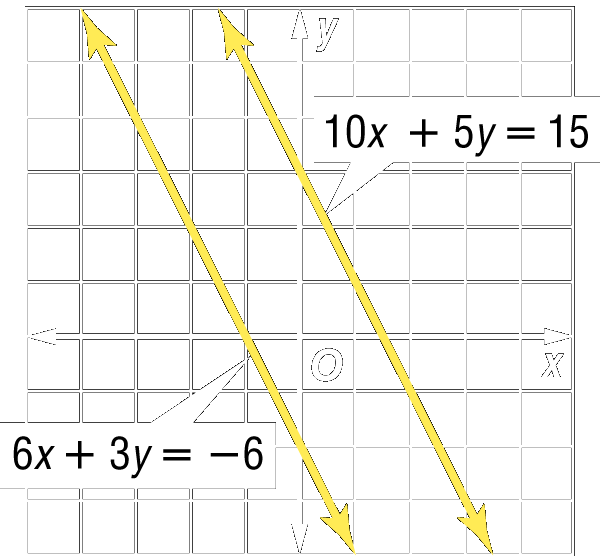 y
10x + 5y = 15
O
x
6x + 3y = −6